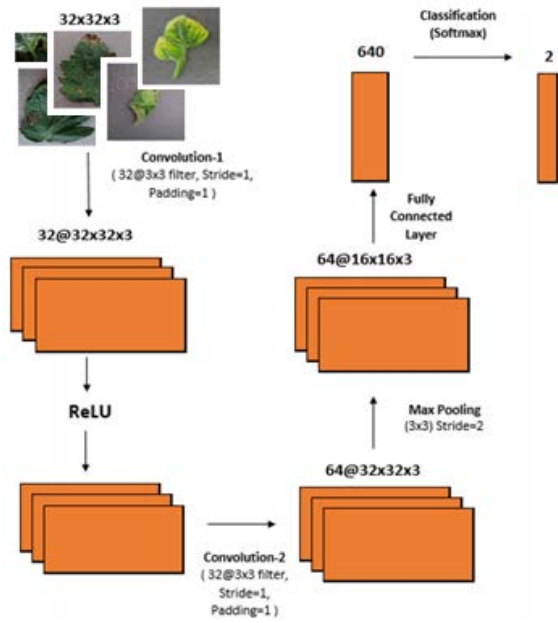 32x32x3
Convolution-1
( 32@3x3 filter, Stride=1,
Padding=1 )
32@32x32x3
ReLU
Convolution-2
( 32@3x3 filter,
Stride=1,
Padding=1 )
64@32x32x3
Max Pooling
(3x3) Stride=2
64@16x16x3
Fully
Connected
Layer
640
Classification
(Softmax)
2